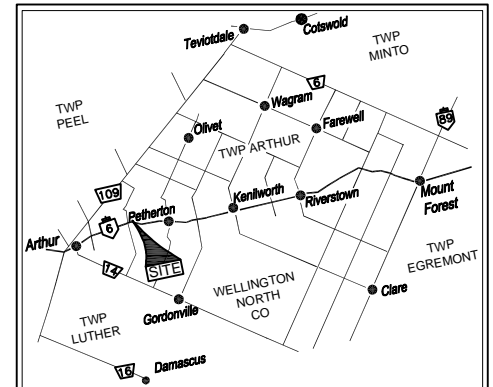 Cotswold
Teviotdale
TWP
MINTO
6
TWP
PEEL
Wagram
89
Olivet
Farewell
TWP ARTHUR
109
Kenilworth
Riverstown
Mount
Forest
Petherton
6
Arthur
TWP
EGREMONT
14
SITE
WELLINGTON
NORTH
CO
Clare
Gordonville
TWP
LUTHER
16
Damascus